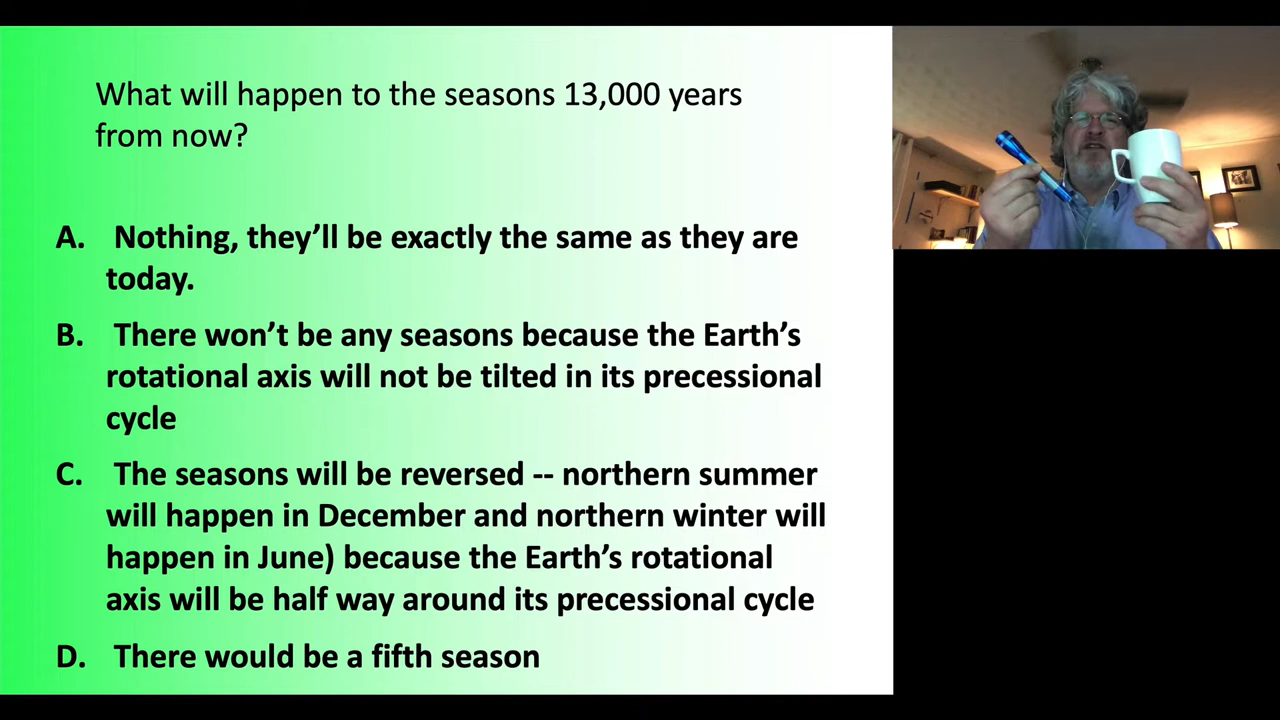 What will happen to the seasons 13,000 years
from now?
A. Nothing, they’ll be exactly the same as they are
today.
B. There won’t be any seasons because the Earth’s
rotational axis will not be tilted in its precessional
cycle
C. The seasons will be reversed -- northern summer
will happen in December and northern winter will
happen in June) because the Earth’s rotational
axis will be half way around its precessional cycle
D. There would be a fifth season